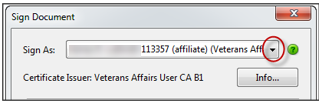 Sign Document
Sign As: 113357 (affiliate) (Veterans Aff
Certificate Issuer: Veterans Affairs User CA B1 Info...